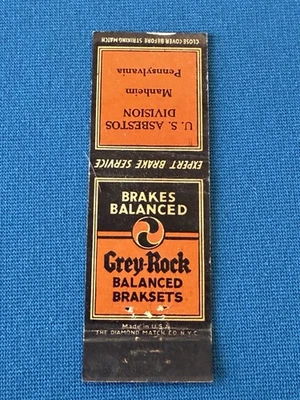 CLOSE COVER BEFORE STRIKING MATCH
U. S. ASBESTOS
DIVISION
Manheim
Pennsylvania
EXPERT BRAKE SERVICE
BRAKES
BALANCED
Grey-Rock
BALANCED
BRAKSETS
Made in U.S.A.
THE DIAMOND MATCH CO. N.Y.C.